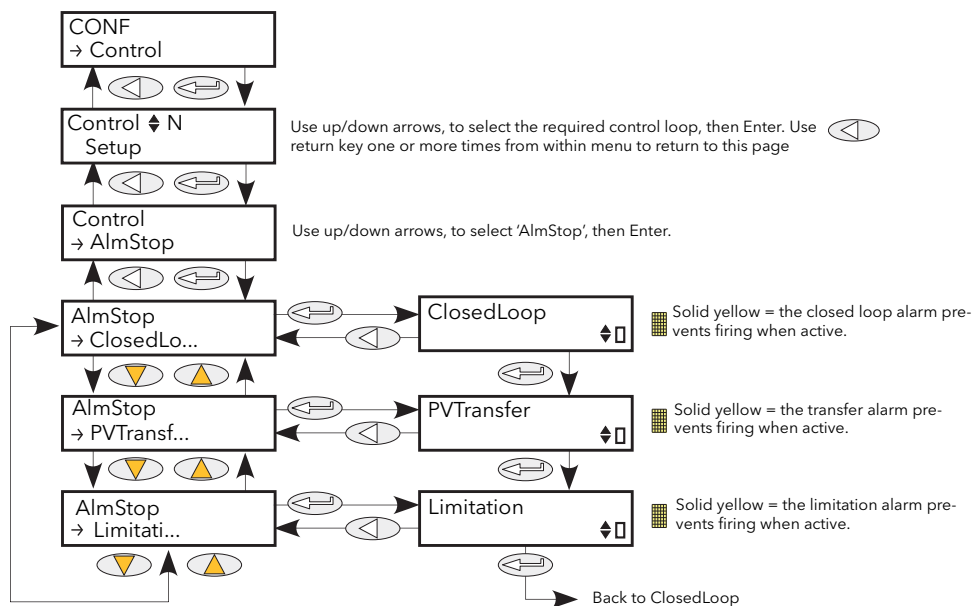 CONF
→ Control
Control ♦ N
Setup
Use up/down arrows, to select the required control loop, then Enter. Use
return key one or more times from within menu to return to this page
Control
→ AlmStop
Use up/down arrows, to select ‘AlmStop’, then Enter.
AlmStop
→ ClosedLo...
ClosedLoop
Solid yellow = the closed loop alarm pre-
vents firing when active.
AlmStop
→ PVTransf...
PVTransfer
Solid yellow = the transfer alarm pre-
vents firing when active.
AlmStop
→ Limitati...
Limitation
Solid yellow = the limitation alarm pre-
vents firing when active.
Back to ClosedLoop